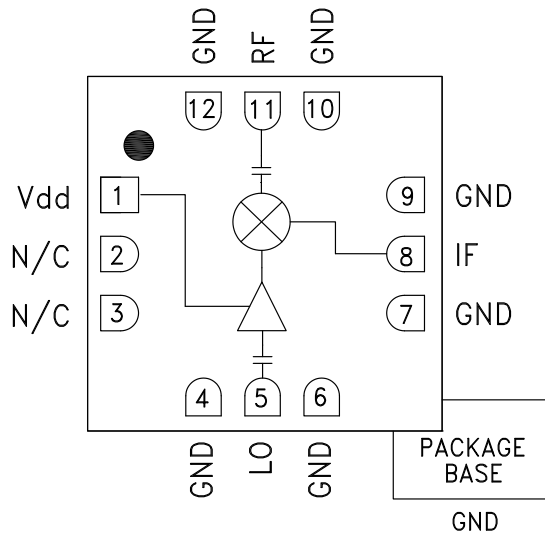 GND RF GND
12 11 10
Vdd 1 9 GND
N/C 2 8 IF
N/C 3 7 GND
4 5 6
GND LO GND
PACKAGE
BASE
GND